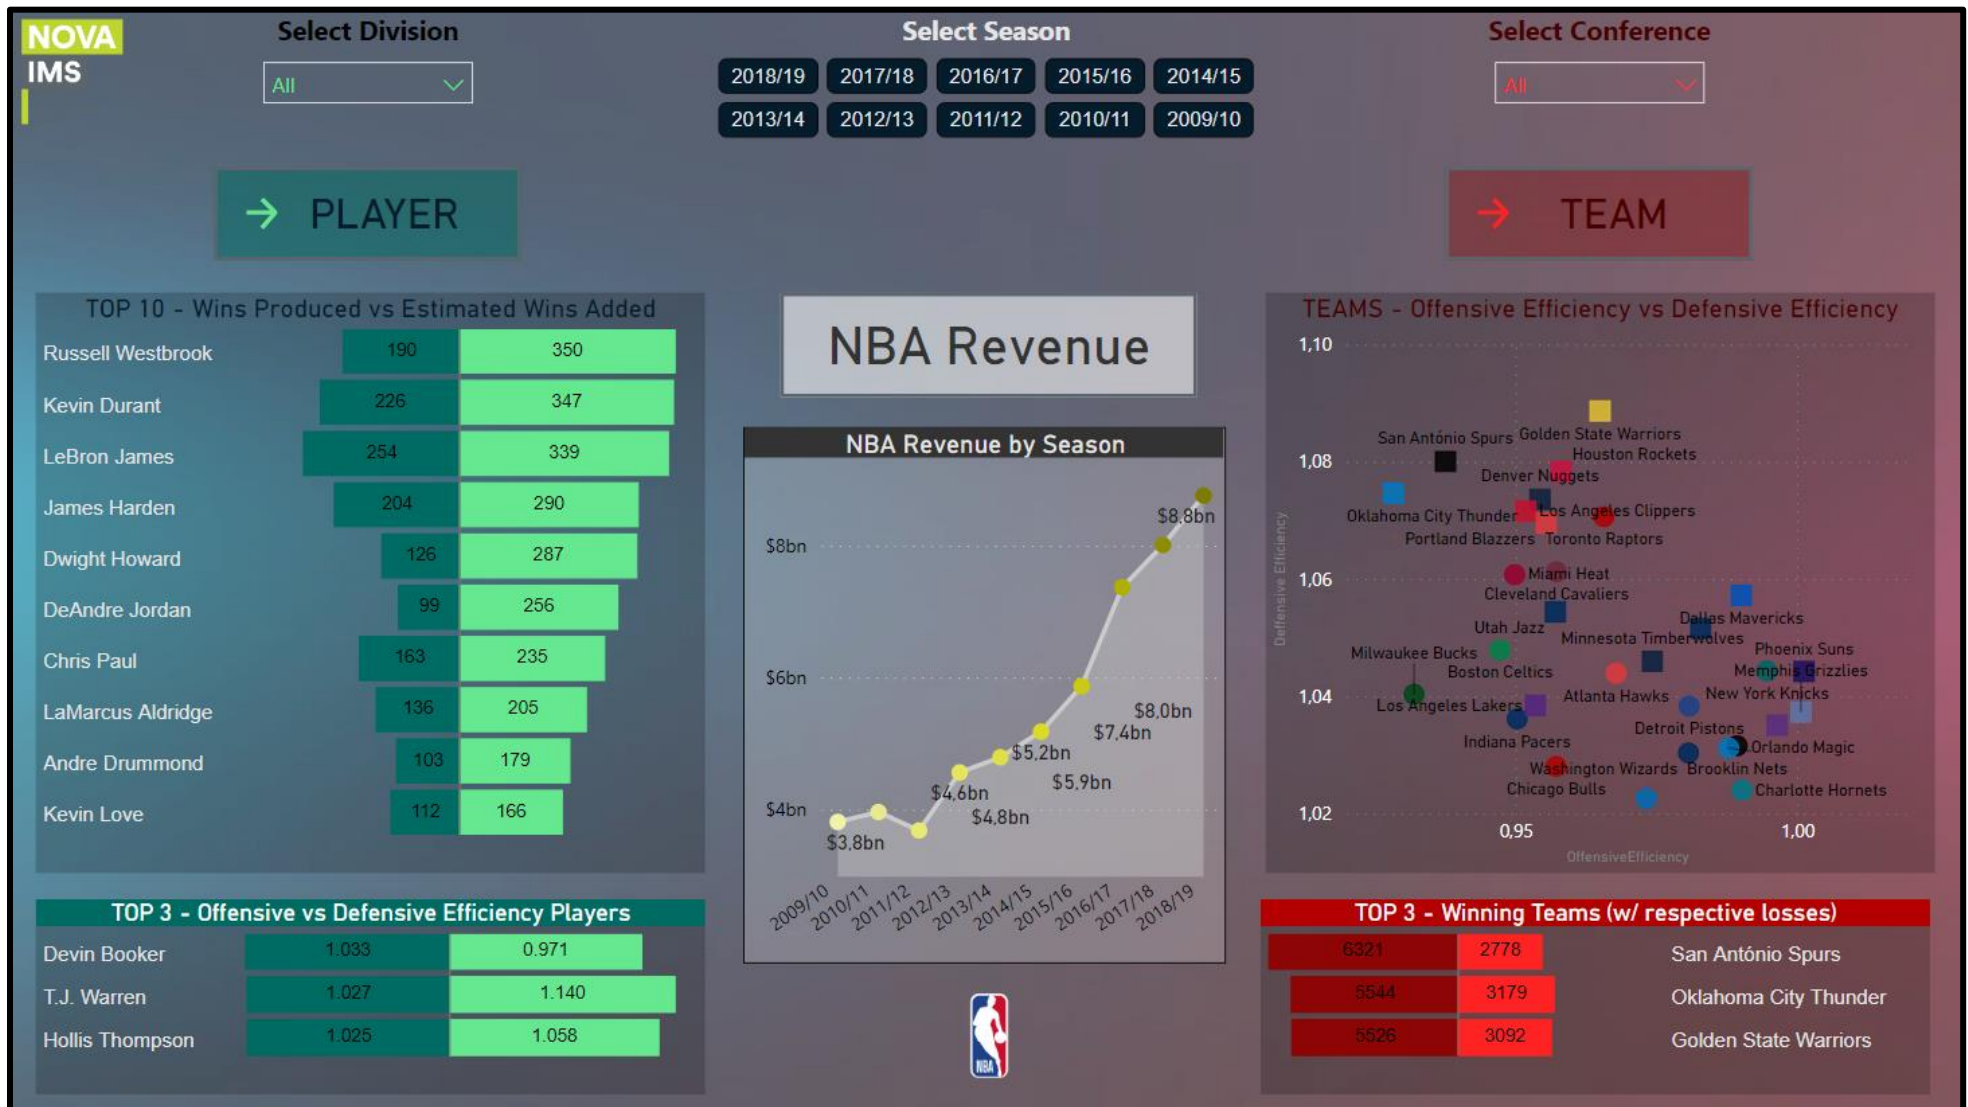 NOVA
IMS
Select Division
All
Select Season
2018/19 2017/18 2016/17 2015/16 2014/15
2013/14 2012/13 2011/12 2010/11 2009/10
Select Conference
All
→ PLAYER
→ TEAM
TOP 10 - Wins Produced vs Estimated Wins Added
Russell Westbrook 190 350
Kevin Durant 226 347
LeBron James 254 339
James Harden 204 290
Dwight Howard 126 287
DeAndre Jordan 99 256
Chris Paul 163 235
LaMarcus Aldridge 136 205
Andre Drummond 103 179
Kevin Love 112 166
TOP 3 - Offensive vs Defensive Efficiency Players
Devin Booker 1.033 0.971
T.J. Warren 1.027 1.140
Hollis Thompson 1.025 1.058
NBA Revenue
NBA Revenue by Season
$8bn
$6bn
$4bn
$8,8bn
$8,0bn
$7,4bn
$5,2bn
$5,9bn
$4,6bn
$4,8bn
$3,8bn
2009/10 2010/11 2011/12 2012/13 2013/14 2014/15 2015/16 2016/17 2017/18 2018/19
NBA
TEAMS - Offensive Efficiency vs Defensive Efficiency
Deffensive Efficiency
1,10
1,08
1,06
1,04
1,02
San António Spurs Golden State Warriors
Houston Rockets
Denver Nuggets
Oklahoma City Thunder Los Angeles Clippers
Portland Blazzers Toronto Raptors
Miami Heat
Cleveland Cavaliers
Dallas Mavericks
Utah Jazz Minnesota Timberwolves
Milwaukee Bucks Phoenix Suns
Boston Celtics Memphis Grizzlies
Atlanta Hawks New York Knicks
Los Angeles Lakers
Detroit Pistons
Indiana Pacers Orlando Magic
Washington Wizards Brooklin Nets
Chicago Bulls Charlotte Hornets
0,95 1,00
OffensiveEfficiency
TOP 3 - Winning Teams (w/ respective losses)
6321 2778 San António Spurs
5544 3179 Oklahoma City Thunder
5526 3092 Golden State Warriors